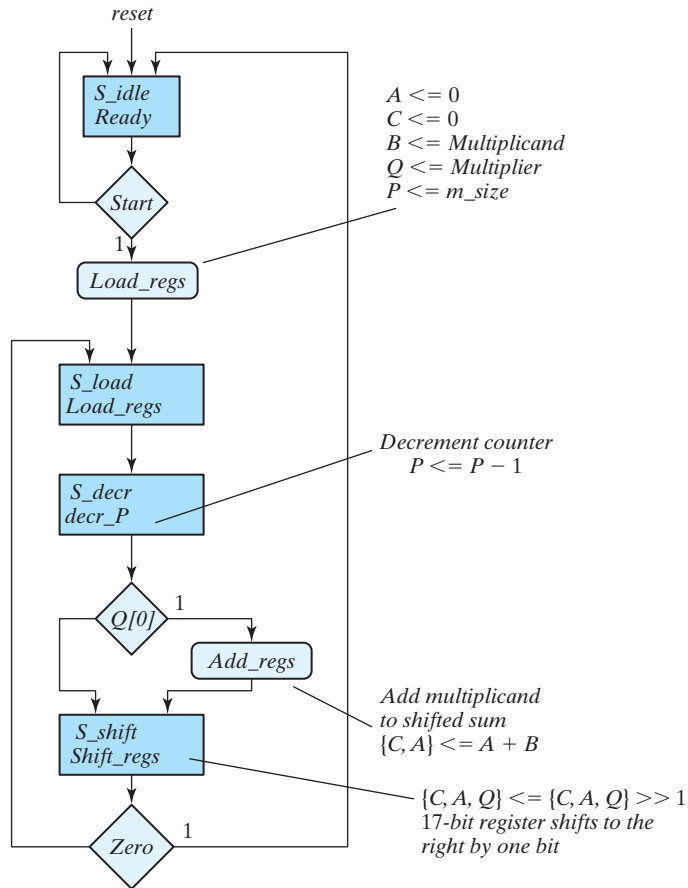 reset
S_idle
Ready
A <= 0
C <= 0
B <= Multiplicand
Q <= Multiplier
P <= m_size
Start
1
Load_regs
S_load
Load_regs
Decrement counter
P <= P − 1
S_decr
decr_P
Q[0]
1
Add_regs
Add multiplicand
to shifted sum
{C, A} <= A + B
S_shift
Shift_regs
{C, A, Q} <= {C, A, Q} >> 1
17-bit register shifts to the
right by one bit
Zero
1